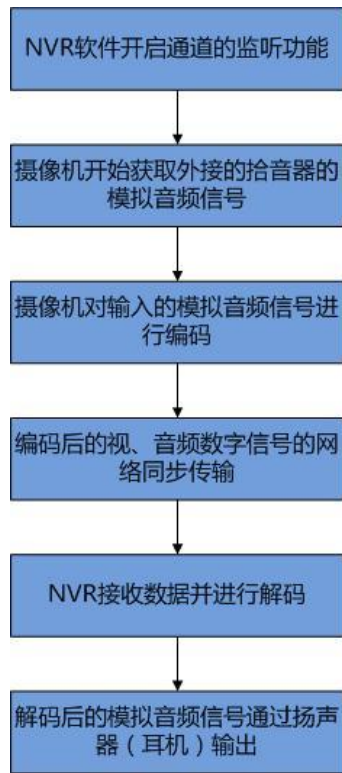 NVR软件开启通道的监听功能
摄像机开始获取外接的拾音器的
模拟音频信号
摄像机对输入的模拟音频信号进
行编码
编码后的视、音频数字信号的网
络同步传输
NVR接收数据并进行解码
解码后的模拟音频信号通过扬声
器（耳机）输出